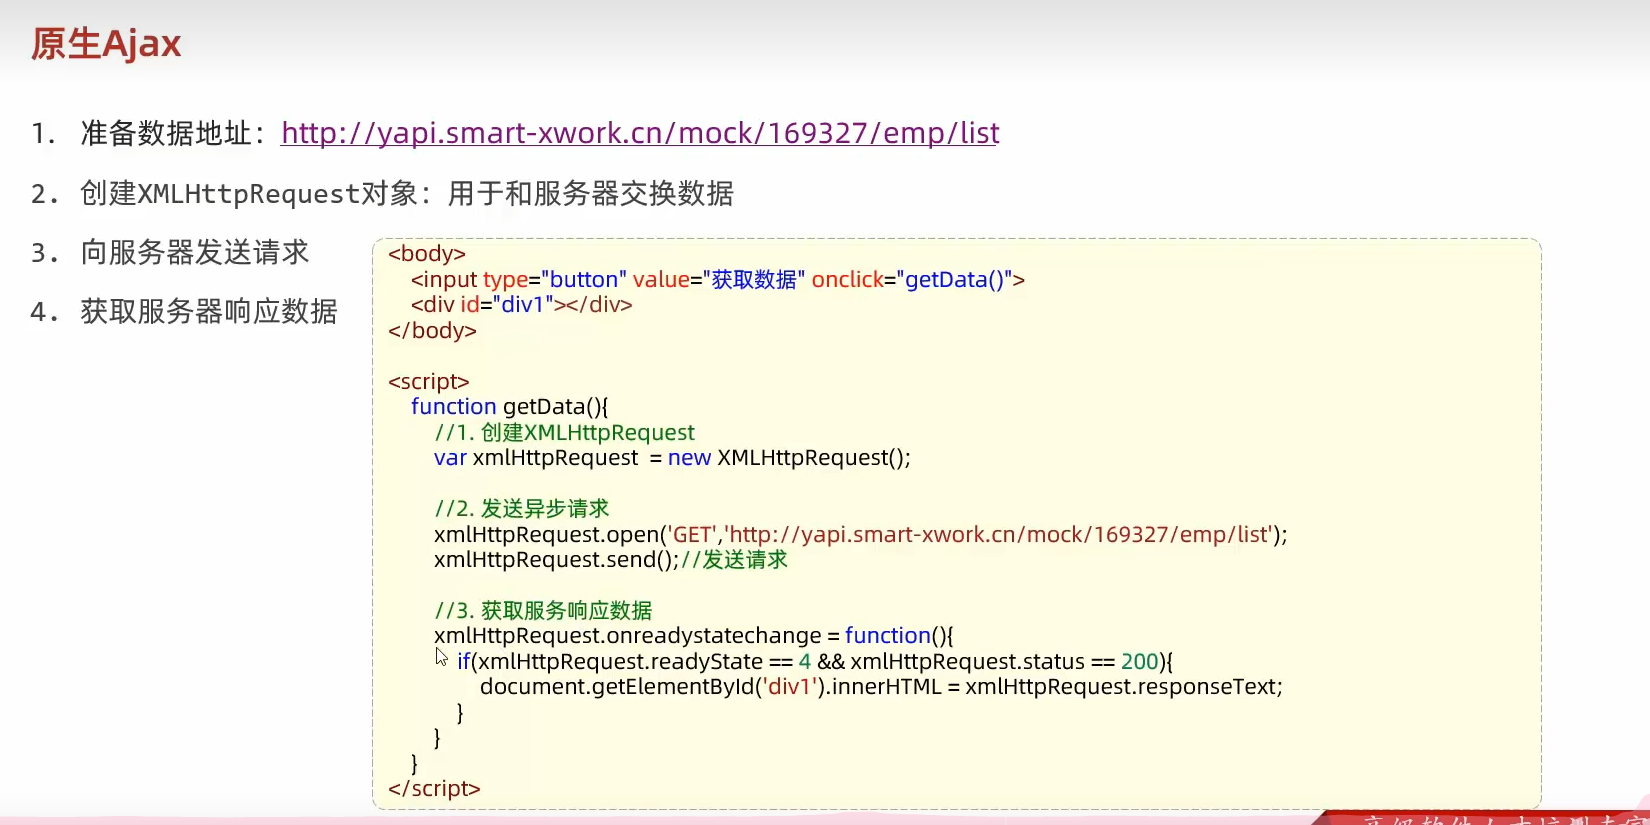 原生Ajax
1. 准备数据地址：http://yapi.smart-xwork.cn/mock/169327/emp/list
2. 创建XMLHttpRequest对象：用于和服务器交换数据
3. 向服务器发送请求
4. 获取服务器响应数据
<body>
<input type="button" value="获取数据" onclick="getData()">
<div id="div1"></div>
</body>
<script>
function getData(){
//1. 创建XMLHttpRequest
var xmlHttpRequest = new XMLHttpRequest();
//2. 发送异步请求
xmlHttpRequest.open('GET','http://yapi.smart-xwork.cn/mock/169327/emp/list');
xmlHttpRequest.send();//发送请求
//3. 获取服务响应数据
xmlHttpRequest.onreadystatechange = function(){
if(xmlHttpRequest.readyState == 4 && xmlHttpRequest.status == 200){
document.getElementById('div1').innerHTML = xmlHttpRequest.responseText;
}
}
}
</script>